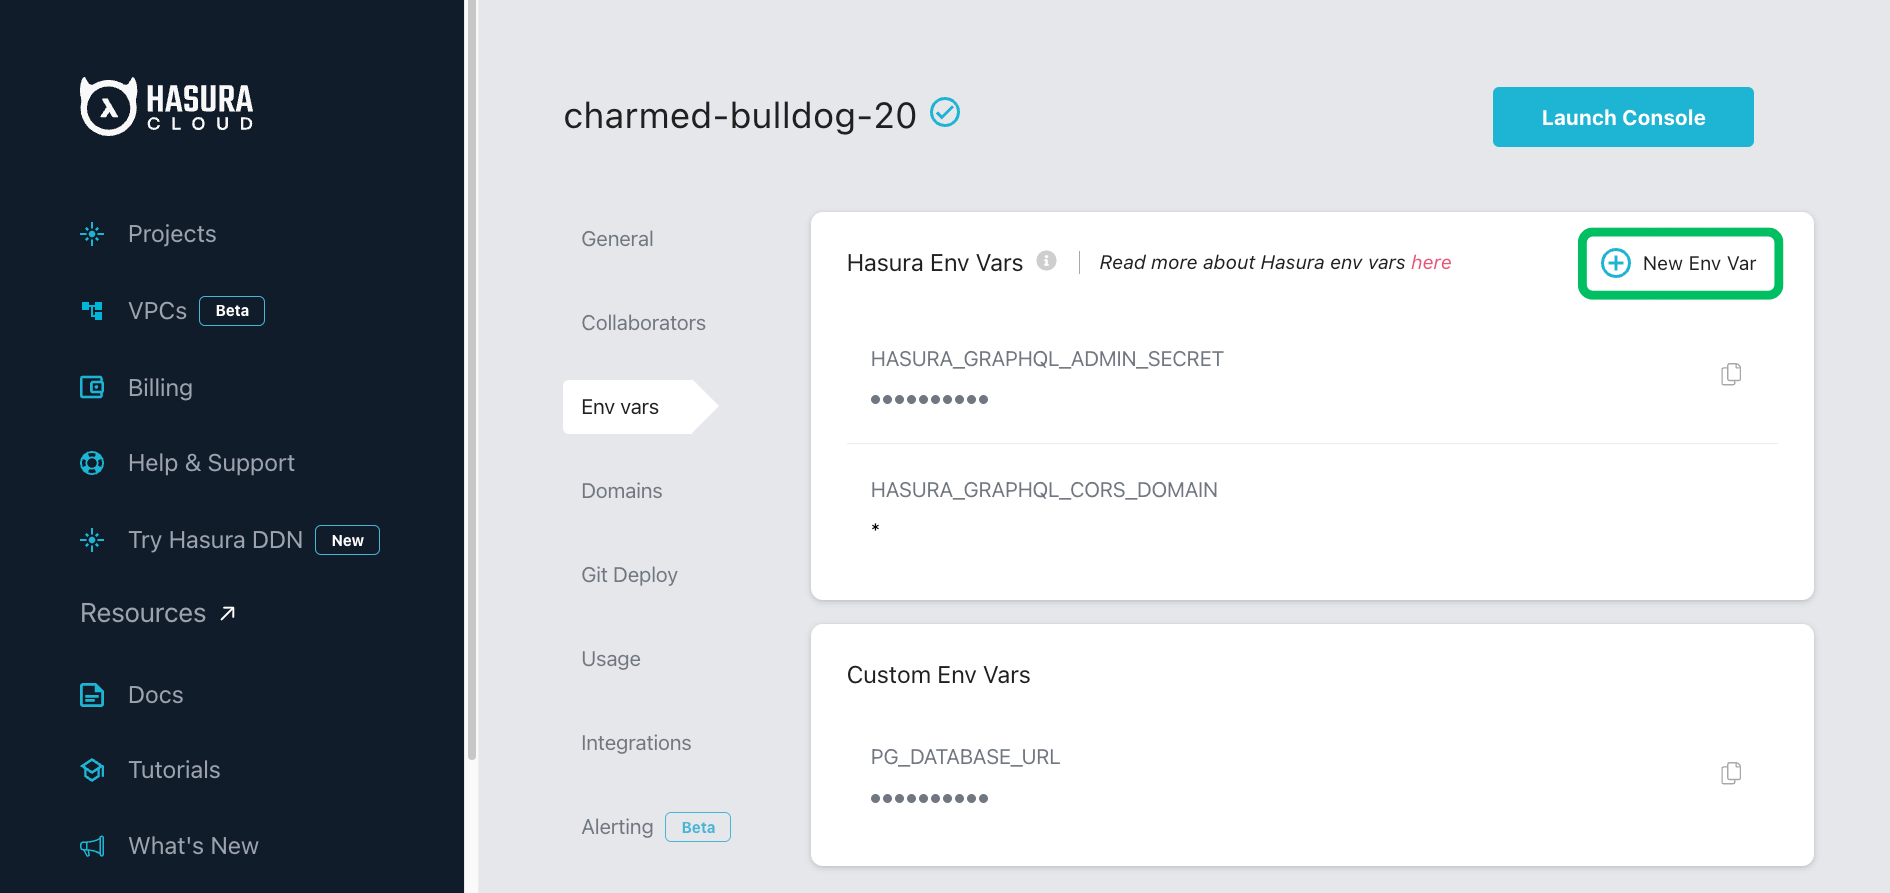 HASURA
CLOUD
Projects
VPCs Beta
Billing
Help & Support
Try Hasura DDN New
Resources
Docs
Tutorials
What's New
charmed-bulldog-20
Launch Console
General
Collaborators
Env vars
Domains
Git Deploy
Usage
Integrations
Alerting Beta
Hasura Env Vars | Read more about Hasura env vars here
New Env Var
HASURA_GRAPHQL_ADMIN_SECRET
••••••••••
HASURA_GRAPHQL_CORS_DOMAIN
*
Custom Env Vars
PG_DATABASE_URL
••••••••••